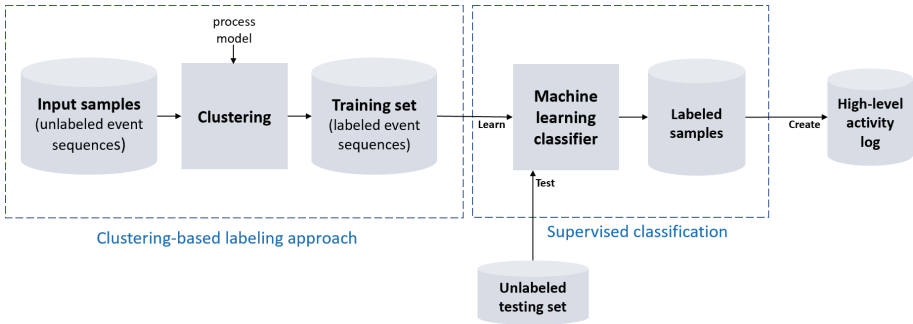 process
model
Input samples
(unlabeled event
sequences)
Clustering
Training set
(labeled event
sequences)
Learn
Machine
learning
classifier
Labeled
samples
Create
High-level
activity
log
Test
Clustering-based labeling approach
Supervised classification
Unlabeled
testing set